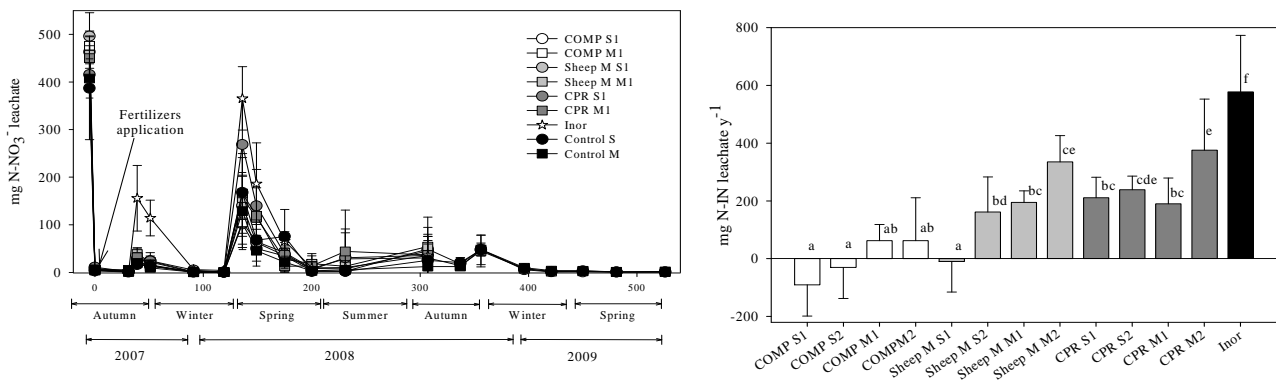 mg N-NO3⁻ leachate
500
400
300
200
100
0
Fertilizers
application
COMP S1
COMP M1
Sheep M S1
Sheep M M1
CPR S1
CPR M1
Inor
Control S
Control M
0 100 200 300 400 500
Autumn Winter Spring Summer Autumn Winter Spring
2007 2008 2009
mg N-IN leachate y⁻¹
800
600
400
200
0
-200
a a ab ab a bd bc ce bc cde bc e f
COMP S1
COMP S2
COMP M1
COMPM2
Sheep M S1
Sheep M S2
Sheep M M1
Sheep M M2
CPR S1
CPR S2
CPR M1
CPR M2
Inor